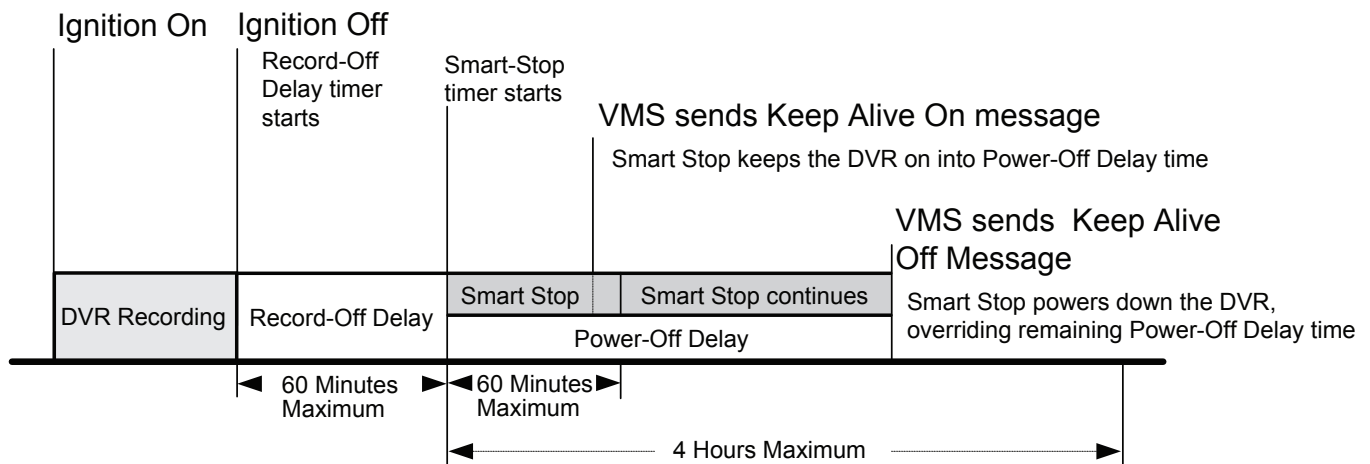 Ignition On
Ignition Off
Record-Off
Delay timer
starts
Smart-Stop
timer starts
VMS sends Keep Alive On message
Smart Stop keeps the DVR on into Power-Off Delay time
VMS sends Keep Alive
Off Message
Smart Stop powers down the DVR,
overriding remaining Power-Off Delay time
DVR Recording
Record-Off Delay
Smart Stop
Smart Stop continues
Power-Off Delay
60 Minutes
Maximum
60 Minutes
Maximum
4 Hours Maximum